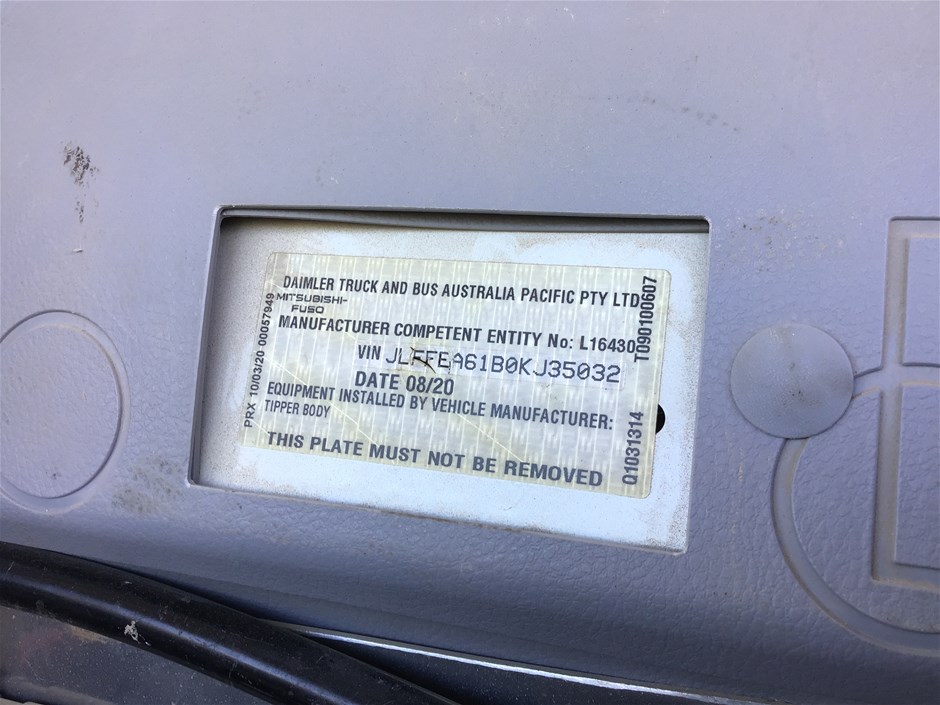 DAIMLER TRUCK AND BUS AUSTRALIA PACIFIC PTY LTD
MITSUBISHI-
FUSO
MANUFACTURER COMPETENT ENTITY No: L16430
VIN JLFFEA61B0KJ35032
DATE 08/20
EQUIPMENT INSTALLED BY VEHICLE MANUFACTURER:
TIPPER BODY
THIS PLATE MUST NOT BE REMOVED
PRX 10/03/20 00057949
Q1031314
T090100607